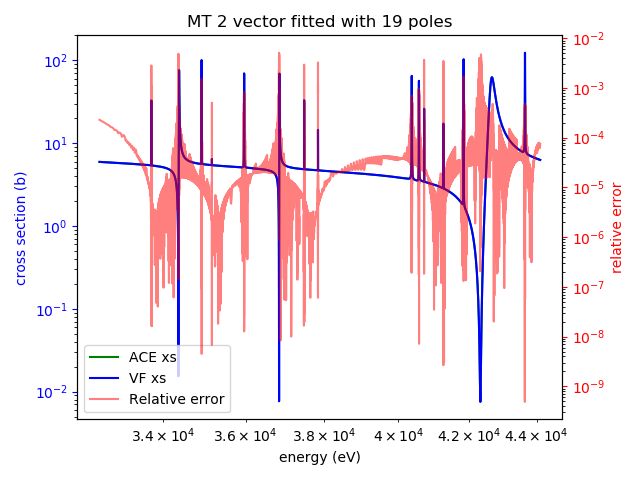 MT 2 vector fitted with 19 poles
10²
10¹
10⁰
10⁻¹
10⁻²
cross section (b)
10⁻²
10⁻³
10⁻⁴
10⁻⁵
10⁻⁶
10⁻⁷
10⁻⁸
10⁻⁹
relative error
ACE xs
VF xs
Relative error
3.4 × 10⁴ 3.6 × 10⁴ 3.8 × 10⁴ 4 × 10⁴ 4.2 × 10⁴ 4.4 × 10⁴
energy (eV)